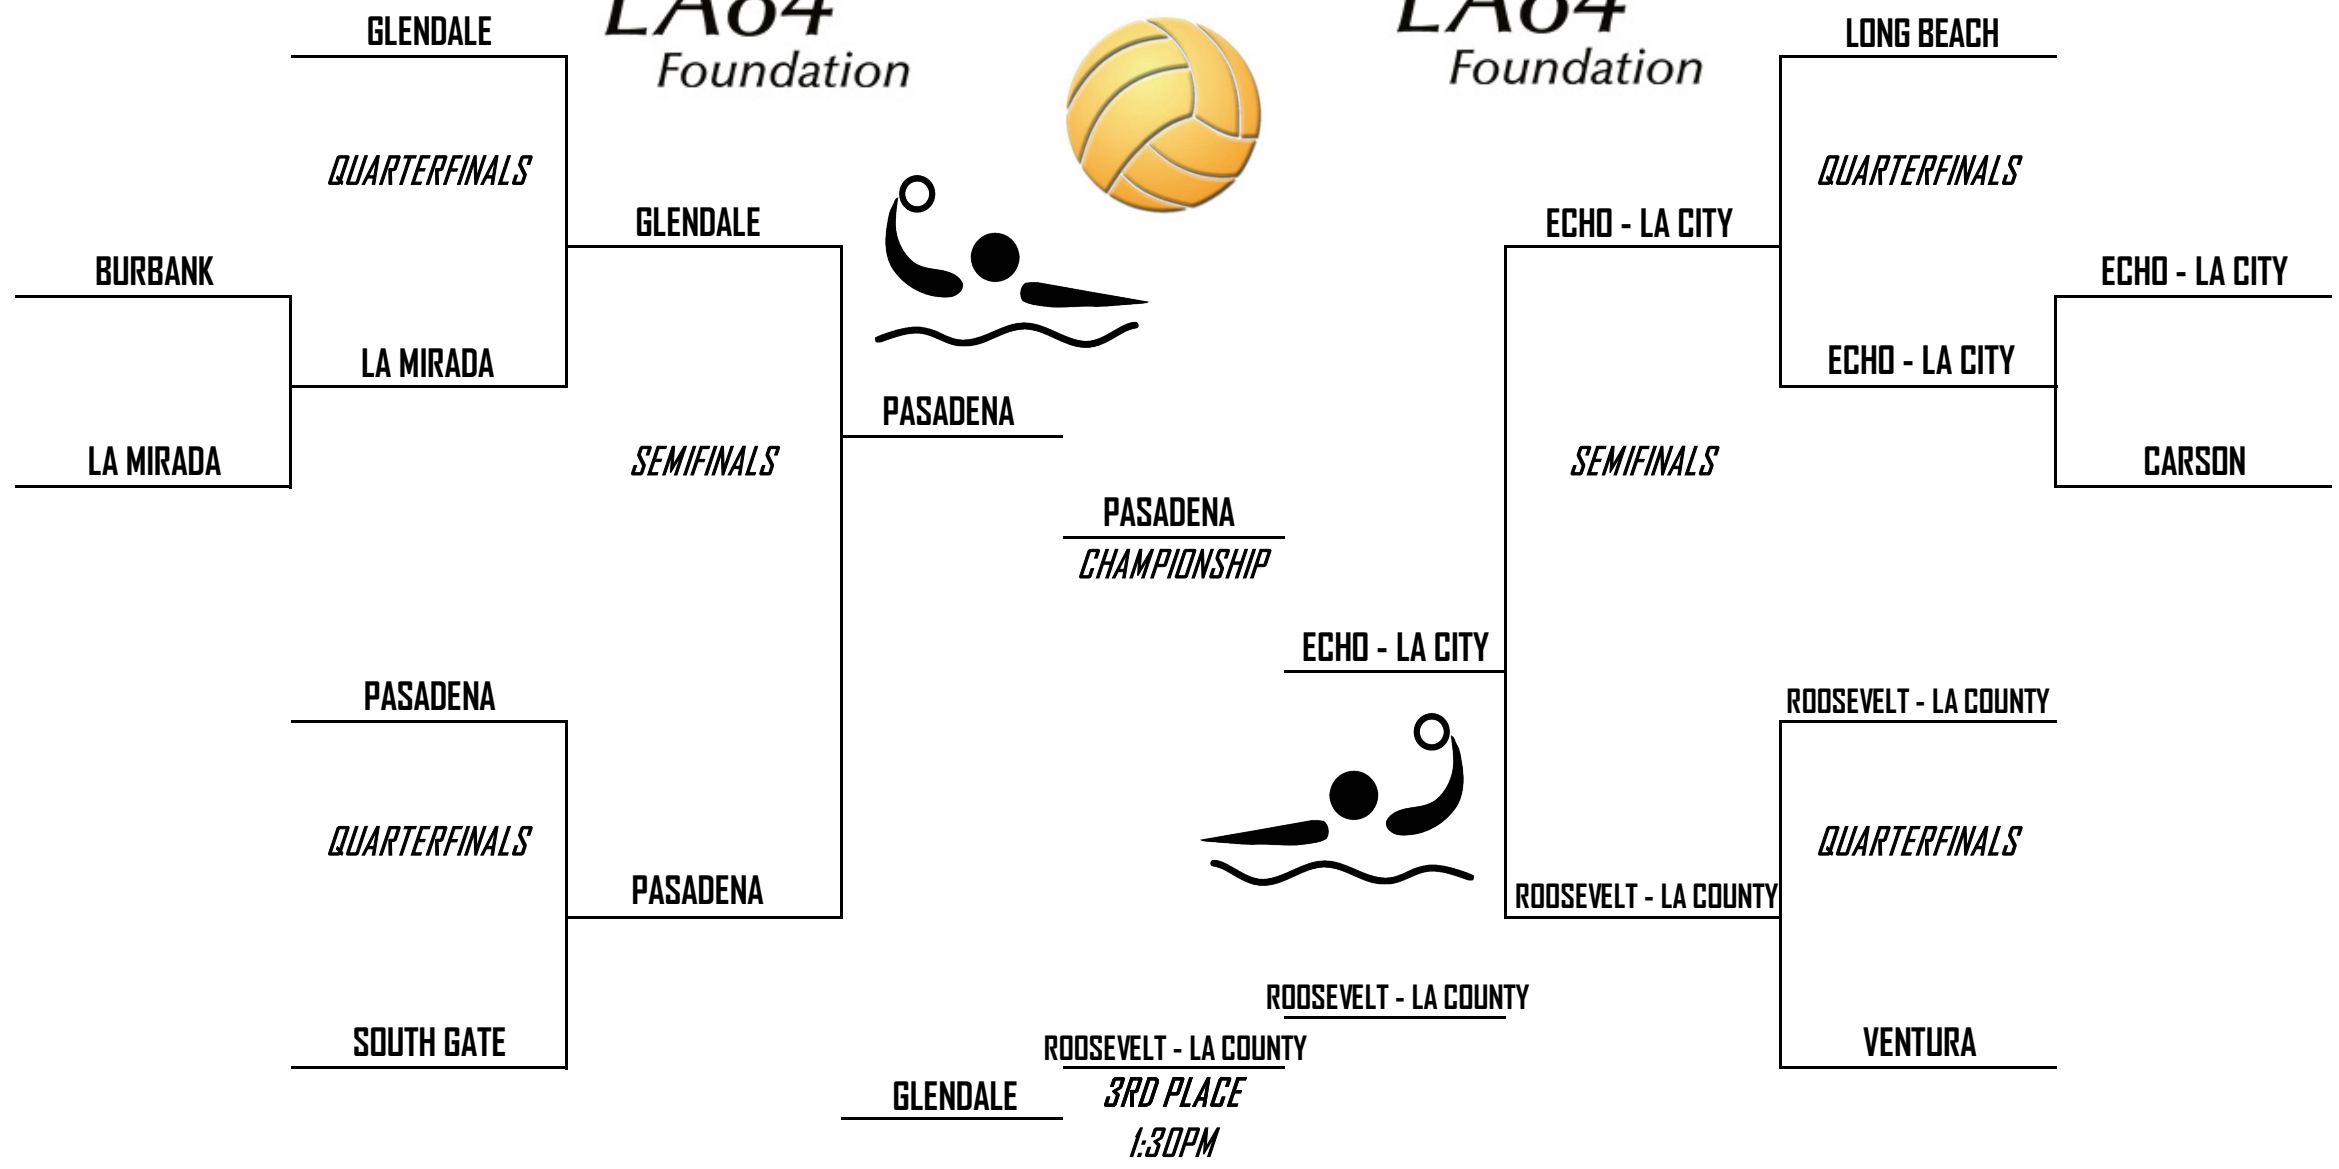 LA84
Foundation
LA84
Foundation
GLENDALE
LONG BEACH
QUARTERFINALS
QUARTERFINALS
GLENDALE
ECHO - LA CITY
BURBANK
ECHO - LA CITY
LA MIRADA
ECHO - LA CITY
PASADENA
LA MIRADA
SEMIFINALS
SEMIFINALS
CARSON
PASADENA
CHAMPIONSHIP
ECHO - LA CITY
PASADENA
ROOSEVELT - LA COUNTY
QUARTERFINALS
QUARTERFINALS
PASADENA
ROOSEVELT - LA COUNTY
ROOSEVELT - LA COUNTY
SOUTH GATE
ROOSEVELT - LA COUNTY
VENTURA
GLENDALE
3RD PLACE
1:30PM